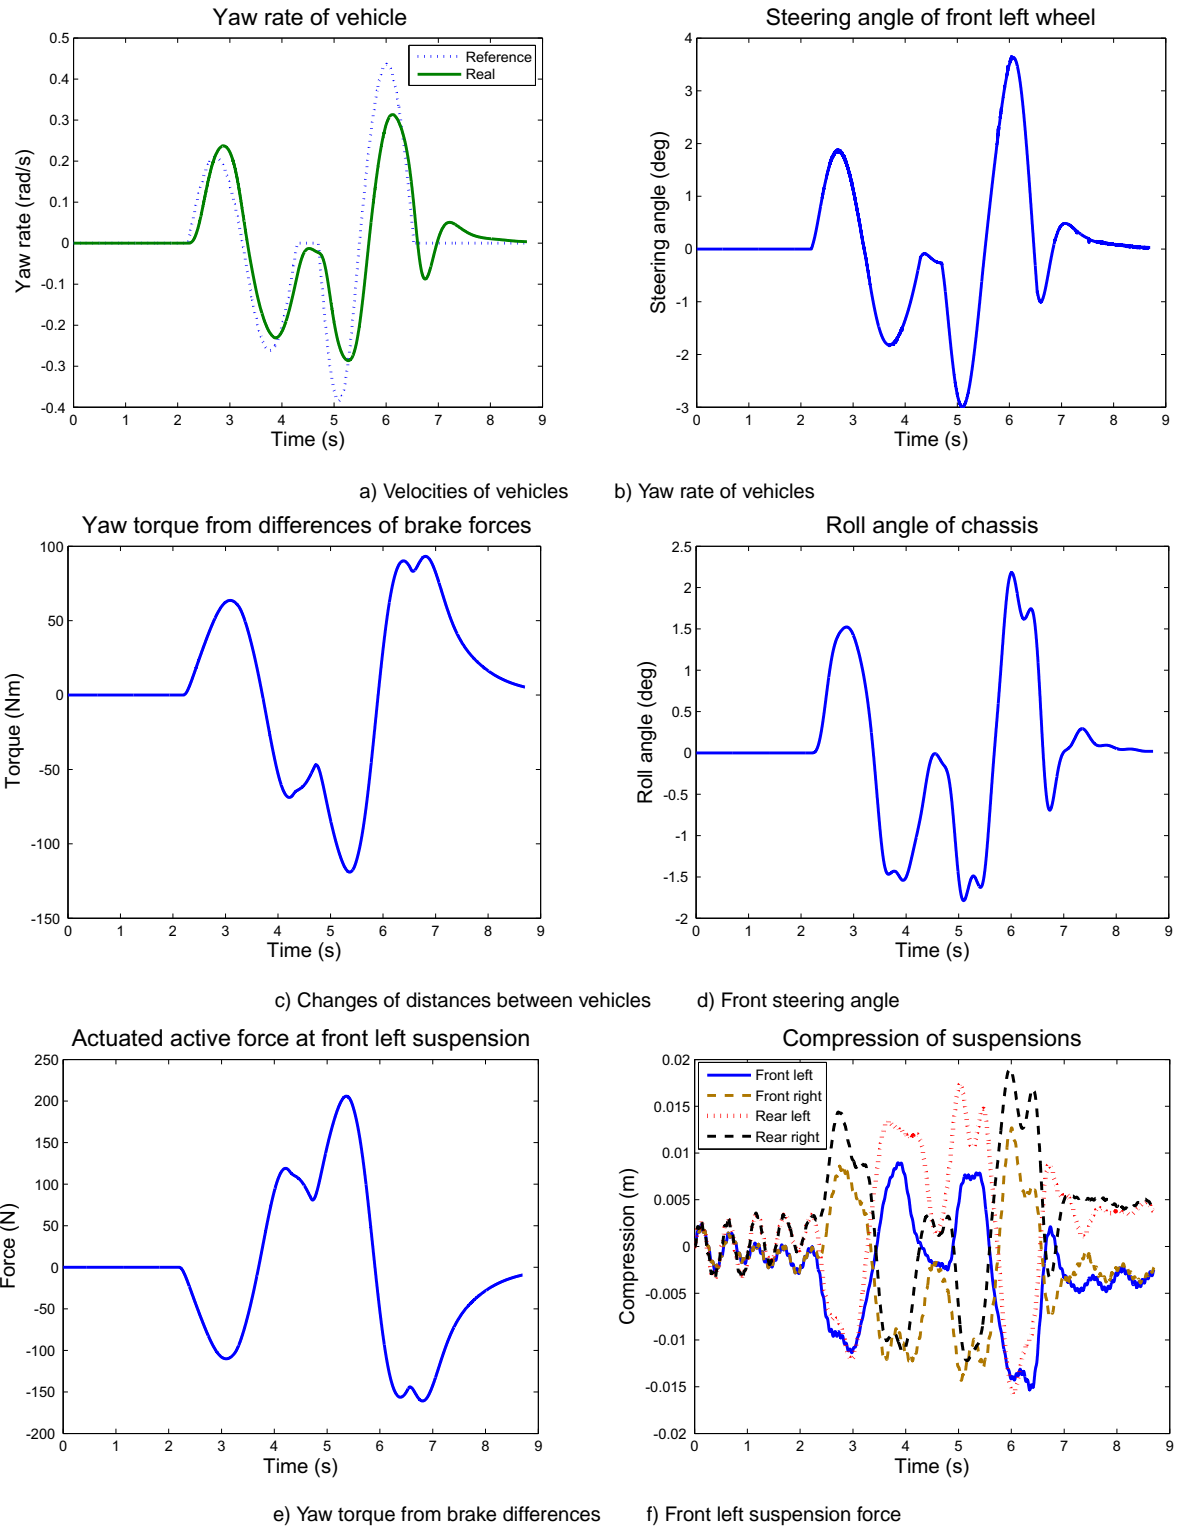 Yaw rate of vehicle
0.5
0.4
0.3
0.2
0.1
0
-0.1
-0.2
-0.3
-0.4
Yaw rate (rad/s)
Reference
Real
0 1 2 3 4 5 6 7 8 9
Time (s)
Steering angle of front left wheel
4
3
2
1
0
-1
-2
-3
Steering angle (deg)
0 1 2 3 4 5 6 7 8 9
Time (s)
a) Velocities of vehicles b) Yaw rate of vehicles
Yaw torque from differences of brake forces
100
50
0
-50
-100
-150
Torque (Nm)
0 1 2 3 4 5 6 7 8 9
Time (s)
Roll angle of chassis
2.5
2
1.5
1
0.5
0
-0.5
-1
-1.5
-2
Roll angle (deg)
0 1 2 3 4 5 6 7 8 9
Time (s)
c) Changes of distances between vehicles d) Front steering angle
Actuated active force at front left suspension
250
200
150
100
50
0
-50
-100
-150
-200
Force (N)
0 1 2 3 4 5 6 7 8 9
Time (s)
Compression of suspensions
0.02
0.015
0.01
0.005
0
-0.005
-0.01
-0.015
-0.02
Compression (m)
Front left
Front right
Rear left
Rear right
0 1 2 3 4 5 6 7 8 9
Time (s)
e) Yaw torque from brake differences f) Front left suspension force